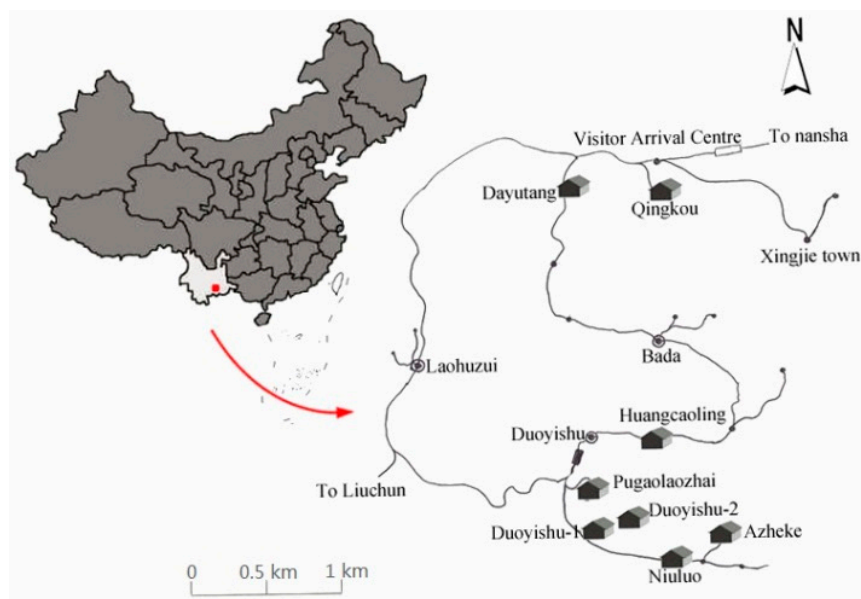 N
Visitor Arrival Centre
To nansha
Dayutang
Qingkou
Xingjie town
Bada
Laohuzui
Huangcaoling
Duoyishu
To Liuchun
Pugaolaozhai
Duoyishu-2
Duoyishu-1
Azheke
Niuluo
0 0.5 km 1 km